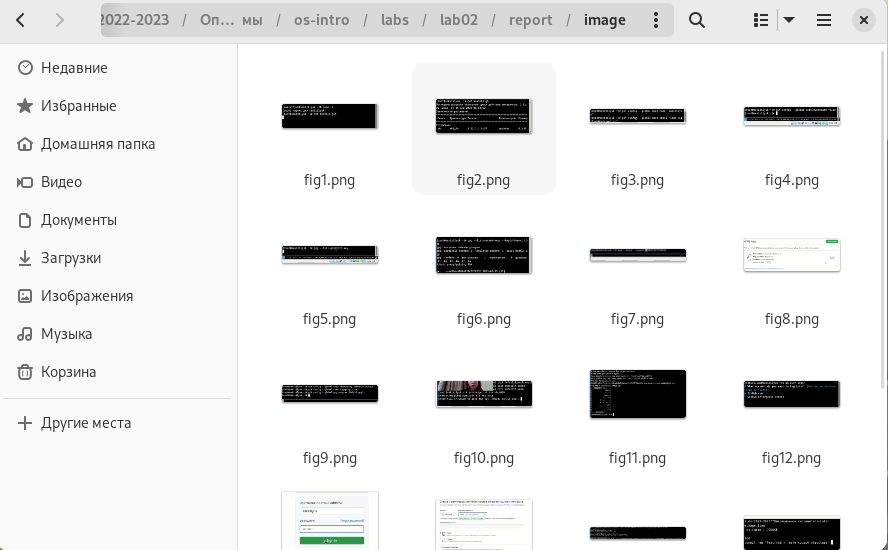 2022-2023 / Оп… мы / os-intro / labs / lab02 / report / image
Недавние
Избранные
Домашняя папка
Видео
Документы
Загрузки
Изображения
Музыка
Корзина
Другие места
fig1.png fig2.png fig3.png fig4.png
fig5.png fig6.png fig7.png fig8.png
fig9.png fig10.png fig11.png fig12.png